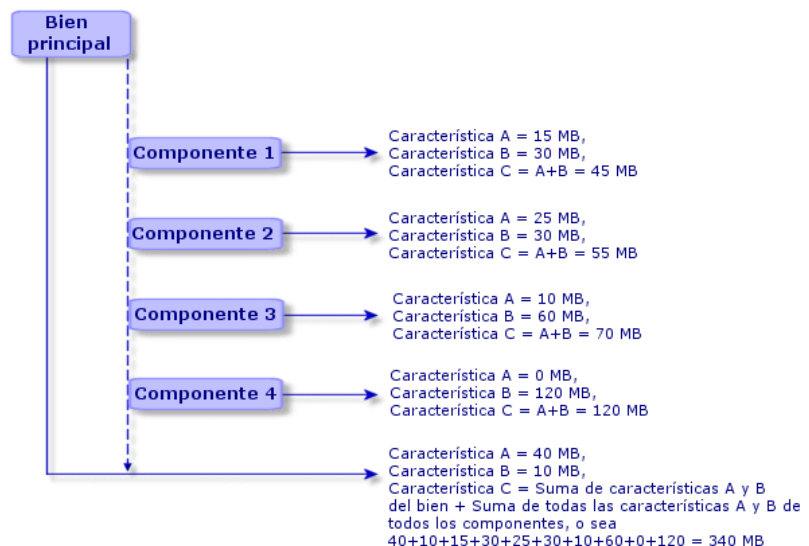 Bien
principal
Componente 1
Característica A = 15 MB,
Característica B = 30 MB,
Característica C = A+B = 45 MB
Componente 2
Característica A = 25 MB,
Característica B = 30 MB,
Característica C = A+B = 55 MB
Componente 3
Característica A = 10 MB,
Característica B = 60 MB,
Característica C = A+B = 70 MB
Componente 4
Característica A = 0 MB,
Característica B = 120 MB,
Característica C = A+B = 120 MB
Característica A = 40 MB,
Característica B = 10 MB,
Característica C = Suma de características A y B
del bien + Suma de todas las características A y B de
todos los componentes, o sea
40+10+15+30+25+30+10+60+0+120 = 340 MB